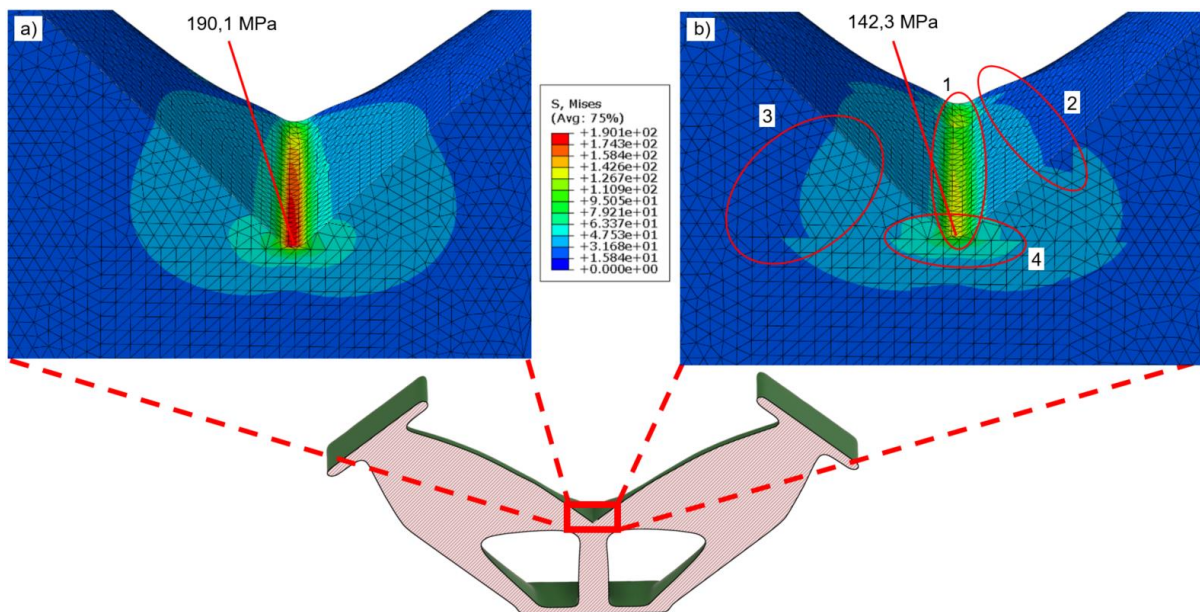 a)
190,1 MPa
S, Mises
(Avg: 75%)
+1.901e+02
+1.743e+02
+1.584e+02
+1.426e+02
+1.267e+02
+1.109e+02
+9.505e+01
+7.921e+01
+6.337e+01
+4.753e+01
+3.168e+01
+1.584e+01
+0.000e+00
b)
142,3 MPa
1
2
3
4